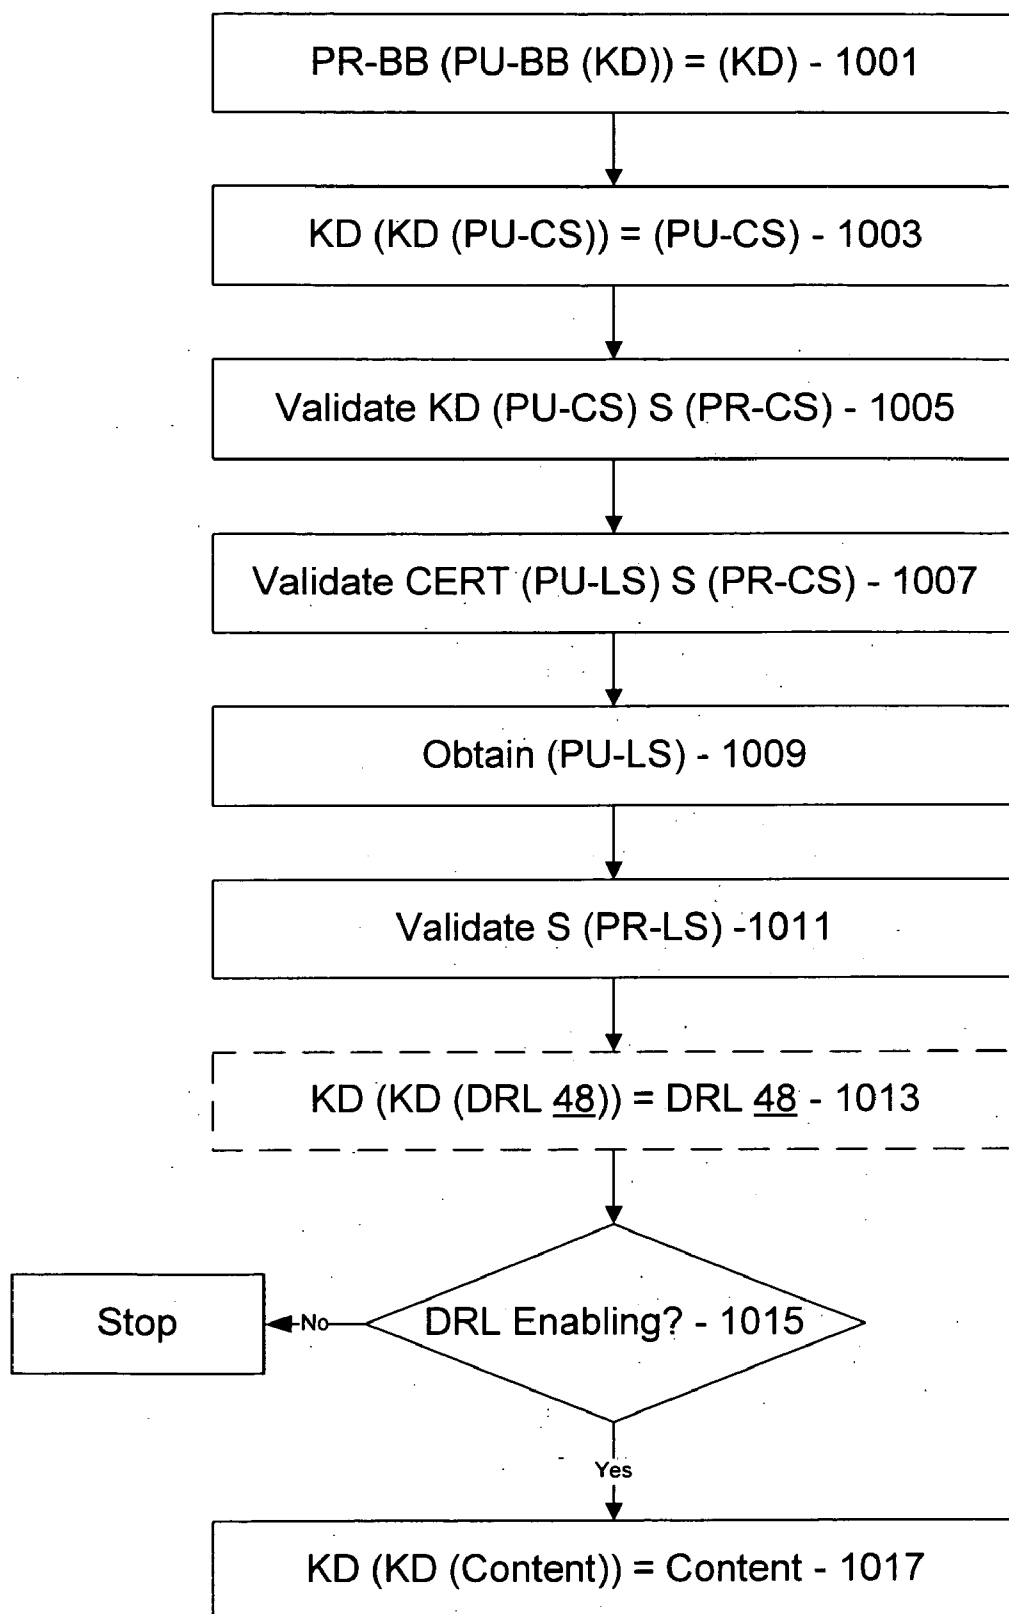 PR-BB (PU-BB (KD)) = (KD) - 1001
KD (KD (PU-CS)) = (PU-CS) - 1003
Validate KD (PU-CS) S (PR-CS) - 1005
Validate CERT (PU-LS) S (PR-CS) - 1007
Obtain (PU-LS) - 1009
Validate S (PR-LS) -1011
KD (KD (DRL 48)) = DRL 48 - 1013
Stop
No
DRL Enabling? - 1015
Yes
KD (KD (Content)) = Content - 1017